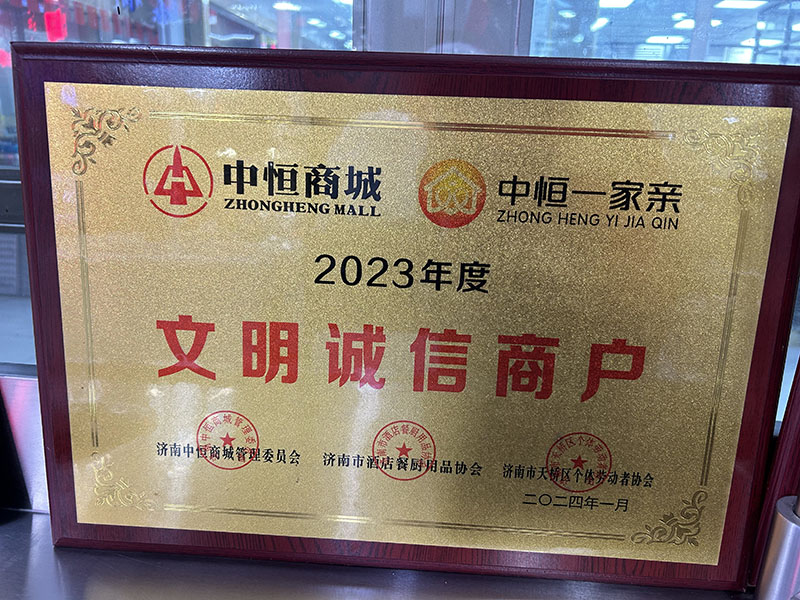 中恒商城
ZHONGHENG MALL
中恒一家亲
ZHONG HENG YI JIA QIN
2023年度
文明诚信商户
济南中恒商城管理委员会
济南市酒店餐厨用品协会
济南市天桥区个体劳动者协会
二〇二四年一月